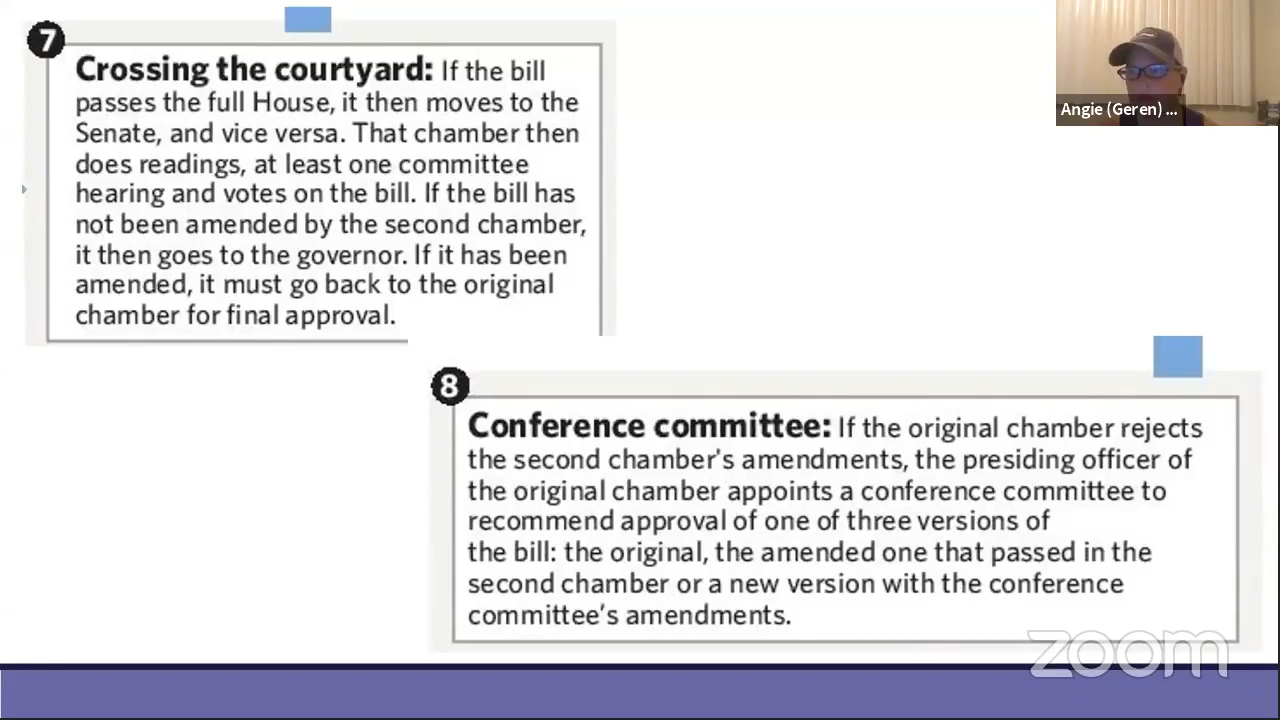 7
Crossing the courtyard: If the bill
passes the full House, it then moves to the
Senate, and vice versa. That chamber then
does readings, at least one committee
hearing and votes on the bill. If the bill has
not been amended by the second chamber,
it then goes to the governor. If it has been
amended, it must go back to the original
chamber for final approval.
Angie (Geren) ...
8
Conference committee: If the original chamber rejects
the second chamber's amendments, the presiding officer of
the original chamber appoints a conference committee to
recommend approval of one of three versions of
the bill: the original, the amended one that passed in the
second chamber or a new version with the conference
committee's amendments.
zoom